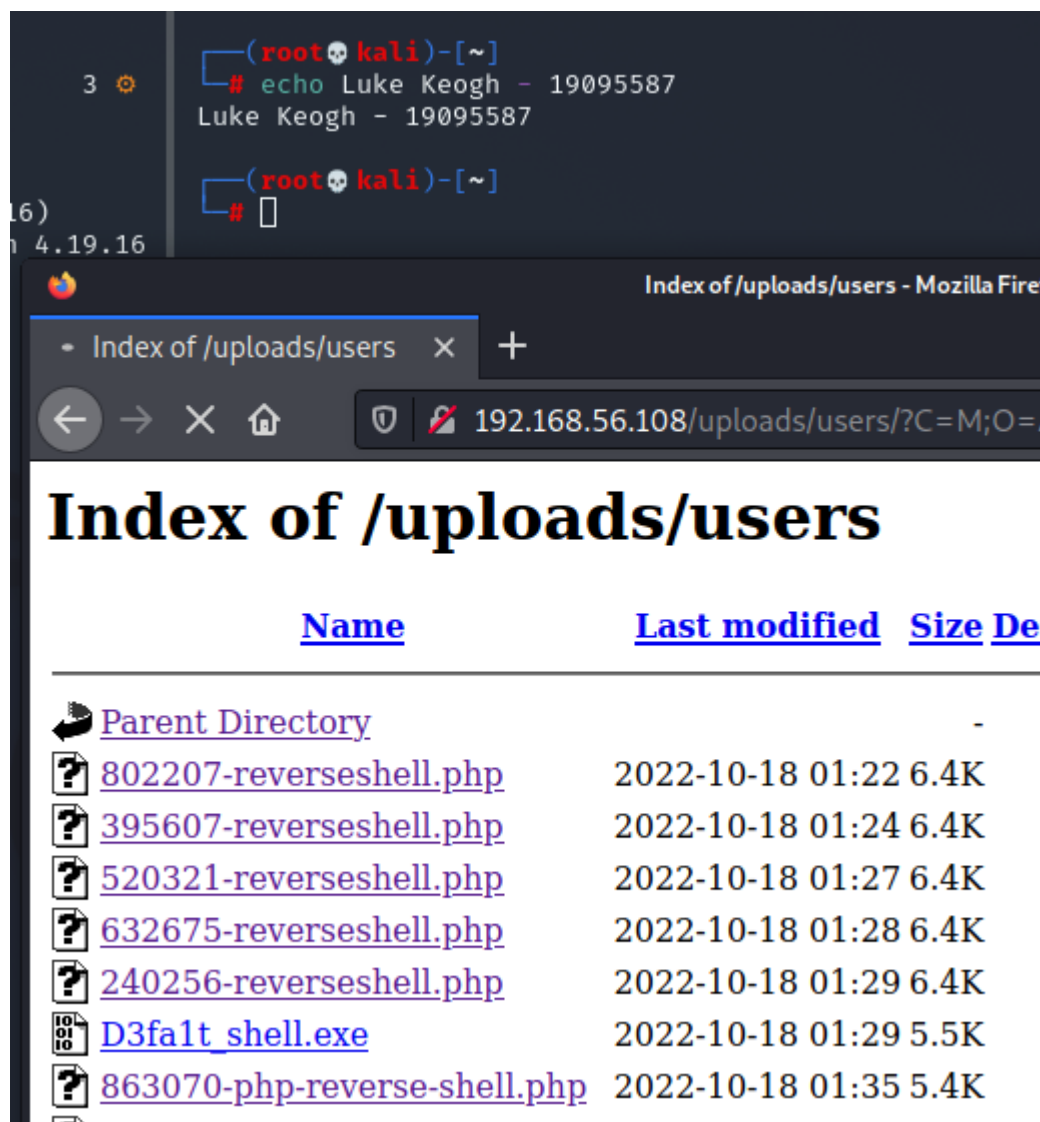 (root💀kali)-[~]
# echo Luke Keogh - 19095587
3
Luke Keogh - 19095587
(root💀kali)-[~]
#
16)
4.19.16
Index of /uploads/users - Mozilla Fire
Index of /uploads/users
192.168.56.108/uploads/users/?C=M;O=
Index of /uploads/users
Name Last modified Size De
Parent Directory -
802207-reverseshell.php 2022-10-18 01:22 6.4K
395607-reverseshell.php 2022-10-18 01:24 6.4K
520321-reverseshell.php 2022-10-18 01:27 6.4K
632675-reverseshell.php 2022-10-18 01:28 6.4K
240256-reverseshell.php 2022-10-18 01:29 6.4K
D3fa1t_shell.exe 2022-10-18 01:29 5.5K
863070-php-reverse-shell.php 2022-10-18 01:35 5.4K